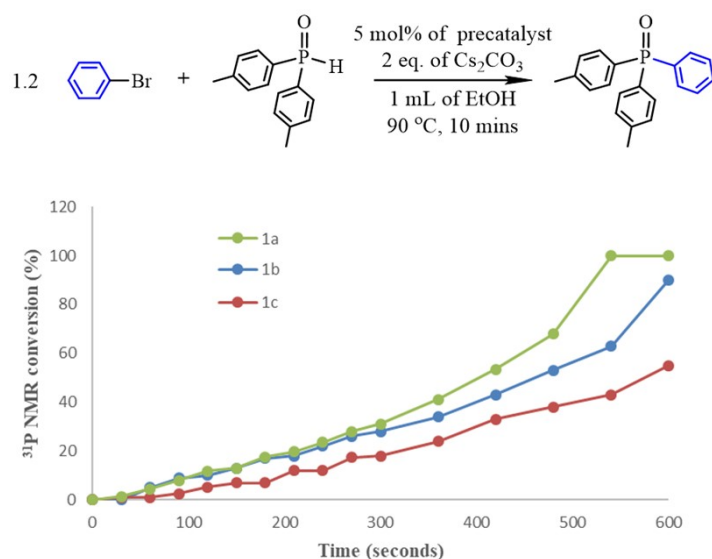 1.2
Br
+
O
P
H
5 mol% of precatalyst
2 eq. of Cs₂CO₃
1 mL of EtOH
90 °C, 10 mins
O
P
³¹P NMR conversion (%)
120
100
80
60
40
20
0
1a
1b
1c
0
100
200
300
400
500
600
Time (seconds)